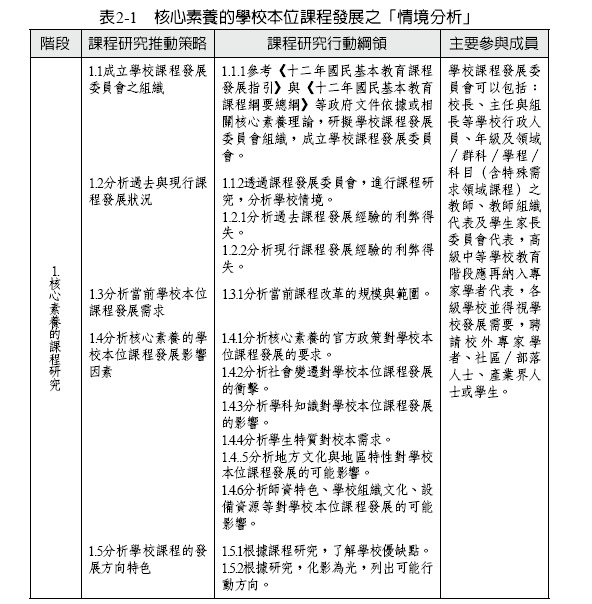 表2-1　核心素養的學校本位課程發展之「情境分析」
階段
課程研究推動策略
課程研究行動綱領
主要參與成員
1.核心素養的課程研究
1.1成立學校課程發展
委員會之組織
1.1.1參考《十二年國民基本教育課程
發展指引》與《十二年國民基本教育
課程綱要總綱》等政府文件依據或相
關核心素養理論，研擬學校課程發展
委員會組織，成立學校課程發展委員
會。
1.2分析過去與現行課
程發展狀況
1.1.2透過課程發展委員會，進行課程研
究，分析學校情境。
1.2.1分析過去課程發展經驗的利弊得
失。
1.2.2分析現行課程發展經驗的利弊得
失。
1.3分析當前學校本位
課程發展需求
1.3.1分析當前課程改革的規模與範圍。
1.4分析核心素養的學
校本位課程發展影響
因素
1.4.1分析核心素養的官方政策對學校本
位課程發展的要求。
1.4.2分析社會變遷對學校本位課程發展
的衝擊。
1.4.3分析學科知識對學校本位課程發展
的影響。
1.4.4分析學生特質對校本需求。
1.4..5分析地方文化與地區特性對學校
本位課程發展的可能影響。
1.4.6分析師資特色、學校組織文化、設
備資源等對學校本位課程發展的可能
影響。
1.5分析學校課程的發
展方向特色
1.5.1根據課程研究，了解學校優缺點。
1.5.2根據研究，化影為光，列出可能行
動方向。
學校課程發展委
員會可以包括：
校長、主任與組
長等學校行政人
員、年級及領域
／群科／學程／
科目（含特殊需
求領域課程）之
教師、教師組織
代表及學生家長
委員會代表，高
級中等學校教育
階段應再納入專
家學者代表，各
級學校並得視學
校發展需要，聘
請校外專家學
者、社區／部落
人士、產業界人
士或學生。